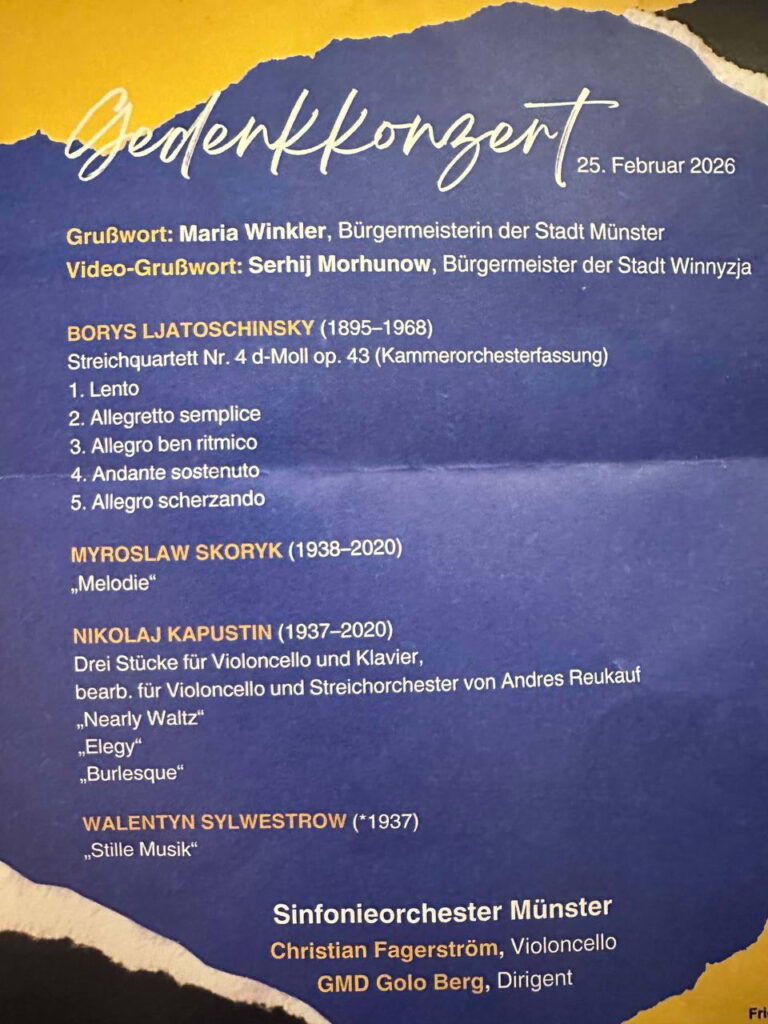 Gedenkkonzert 25. Februar 2026
Grußwort: Maria Winkler, Bürgermeisterin der Stadt Münster
Video-Grußwort: Serhij Morhunow, Bürgermeister der Stadt Winnyzja
BORYS LJATOSCHINSKY (1895–1968)
Streichquartett Nr. 4 d-Moll op. 43 (Kammerorchesterfassung)
1. Lento
2. Allegretto semplice
3. Allegro ben ritmico
4. Andante sostenuto
5. Allegro scherzando
MYROSLAW SKORYK (1938–2020)
„Melodie“
NIKOLAJ KAPUSTIN (1937–2020)
Drei Stücke für Violoncello und Klavier,
bearb. für Violoncello und Streichorchester von Andres Reukauf
„Nearly Waltz“
„Elegy“
„Burlesque“
WALENTYN SYLWESTROW (*1937)
„Stille Musik“
Sinfonieorchester Münster
Christian Fagerström, Violoncello
GMD Golo Berg, Dirigent